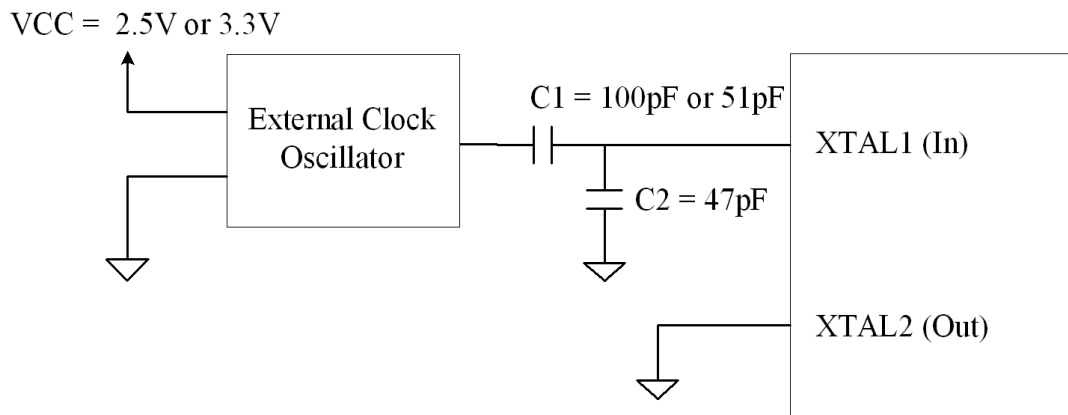 VCC =  2.5V or 3.3V
External Clock
Oscillator
C1 = 100pF or 51pF
C2 = 47pF
XTAL1 (In)
XTAL2 (Out)